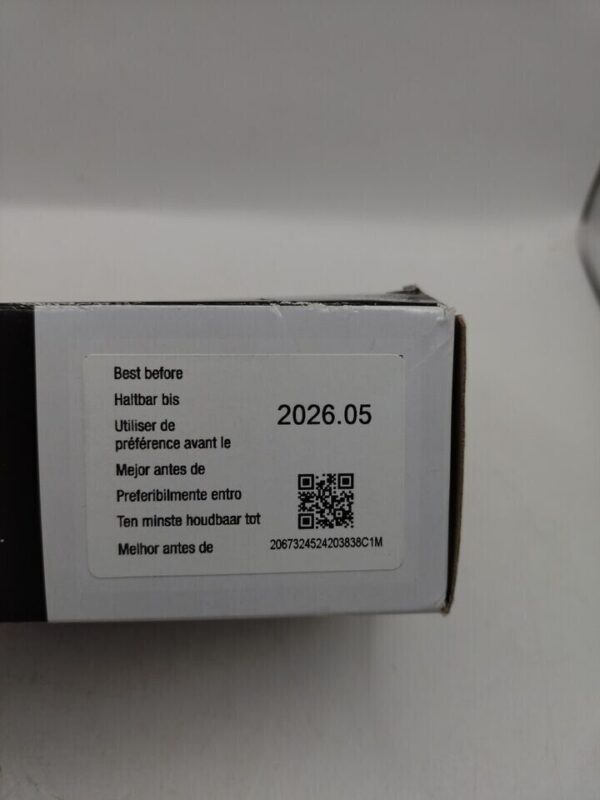 Best before
Haltbar bis
Utiliser de
préférence avant le
Mejor antes de
Preferibilmente entro
Ten minste houdbaar tot
Melhor antes de
2026.05
2067324524203838C1M